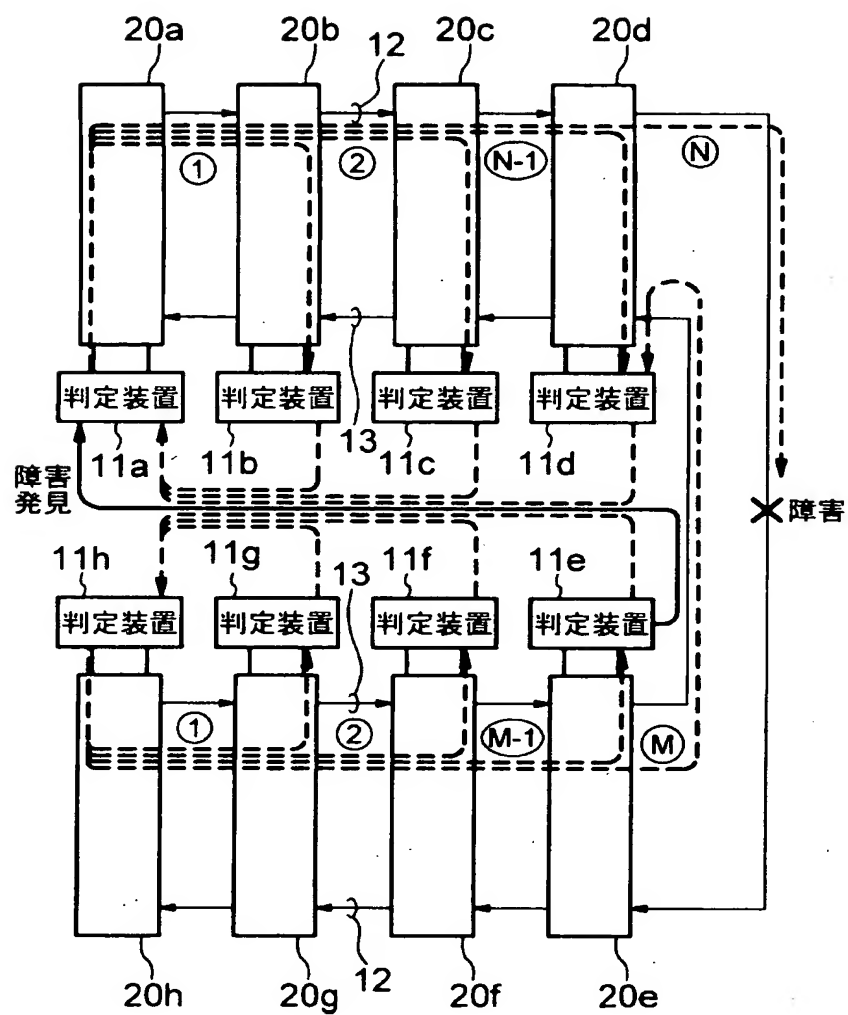 20a 20b 12 20c 20d
① ② N-1 N
判定装置 判定装置 判定装置 判定装置
11a 11b 13 11c 11d
障害
発見
障害
11h 11g 13 11f 11e
判定装置 判定装置 判定装置 判定装置
① ② M-1 M
20h 20g 12 20f 20e